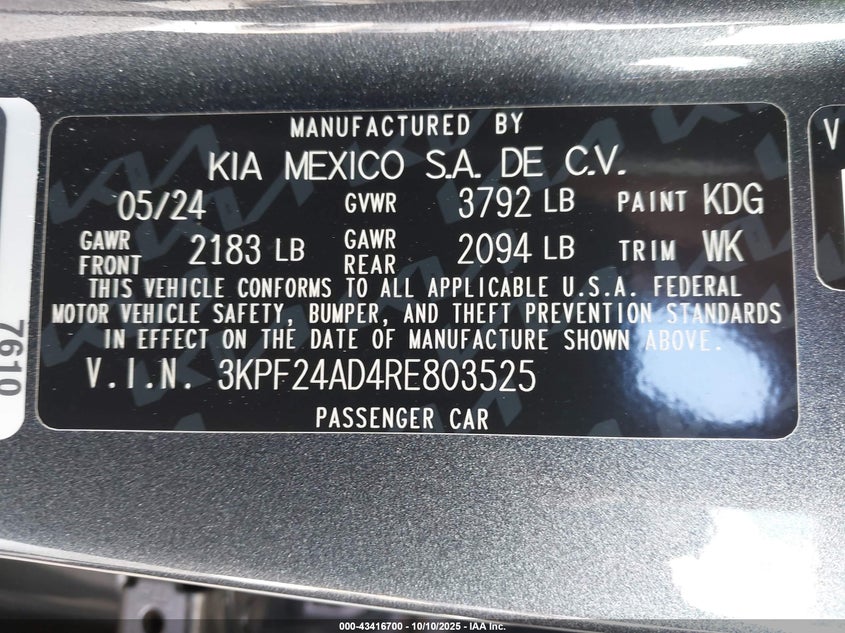 MANUFACTURED BY
KIA MEXICO S.A. DE C.V.
05/24 GVWR 3792 LB PAINT KDG
GAWR FRONT 2183 LB GAWR REAR 2094 LB TRIM WK
THIS VEHICLE CONFORMS TO ALL APPLICABLE U.S.A. FEDERAL
MOTOR VEHICLE SAFETY, BUMPER, AND THEFT PREVENTION STANDARDS
IN EFFECT ON THE DATE OF MANUFACTURE SHOWN ABOVE.
V.I.N. 3KPF24AD4RE803525
PASSENGER CAR
7610
V
000-43416700 - 10/10/2025 - IAA Inc.